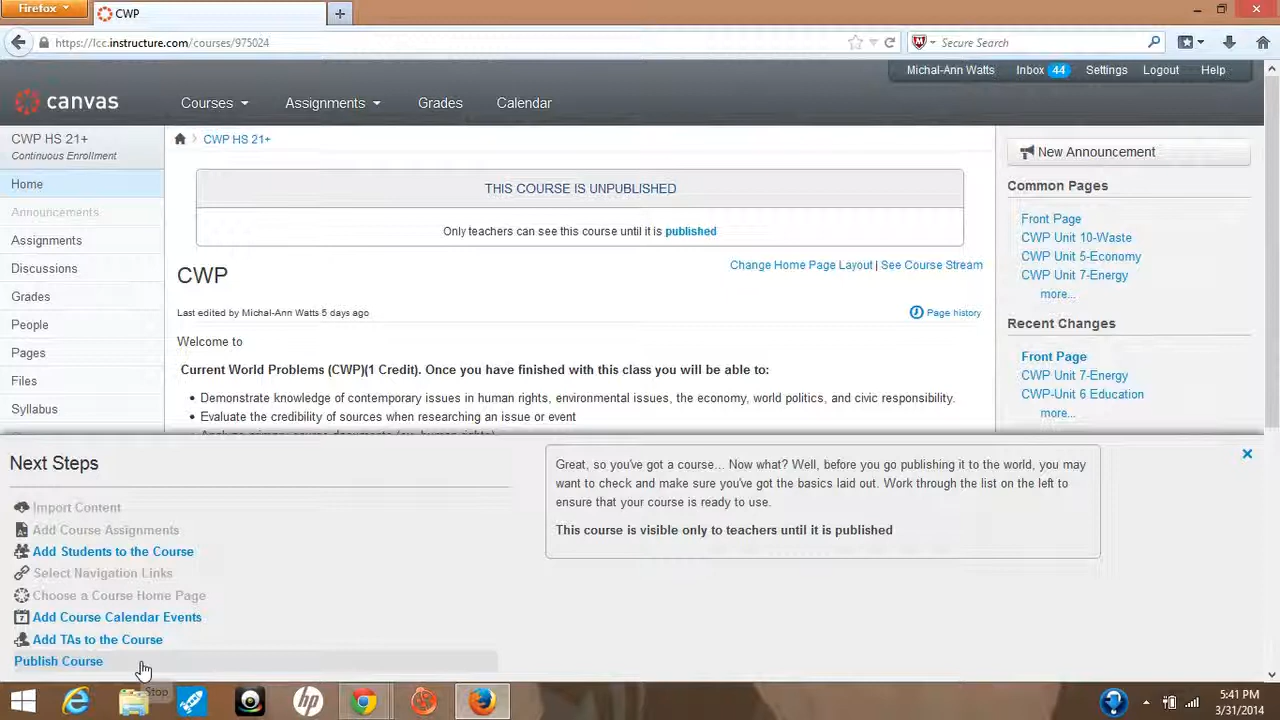 Firefox
CWP
https://lcc.instructure.com/courses/975024
Secure Search
Michal-Ann Watts Inbox 44 Settings Logout Help
canvas
Courses Assignments Grades Calendar
CWP HS 21+
Continuous Enrollment
Home
Announcements
Assignments
Discussions
Grades
People
Pages
Files
Syllabus
CWP HS 21+
THIS COURSE IS UNPUBLISHED
Only teachers can see this course until it is published
Change Home Page Layout | See Course Stream
CWP
Last edited by Michal-Ann Watts 5 days ago
Page history
Welcome to
Current World Problems (CWP)(1 Credit). Once you have finished with this class you will be able to:
• Demonstrate knowledge of contemporary issues in human rights, environmental issues, the economy, world politics, and civic responsibility.
• Evaluate the credibility of sources when researching an issue or event
New Announcement
Common Pages
Front Page
CWP Unit 10-Waste
CWP Unit 5-Economy
CWP Unit 7-Energy
more...
Recent Changes
Front Page
CWP Unit 7-Energy
CWP-Unit 6 Education
more...
Next Steps
Import Content
Add Course Assignments
Add Students to the Course
Select Navigation Links
Choose a Course Home Page
Add Course Calendar Events
Add TAs to the Course
Publish Course
Stop
Great, so you've got a course... Now what? Well, before you go publishing it to the world, you may
want to check and make sure you've got the basics laid out. Work through the list on the left to
ensure that your course is ready to use.
This course is visible only to teachers until it is published
hp
5:41 PM
3/31/2014